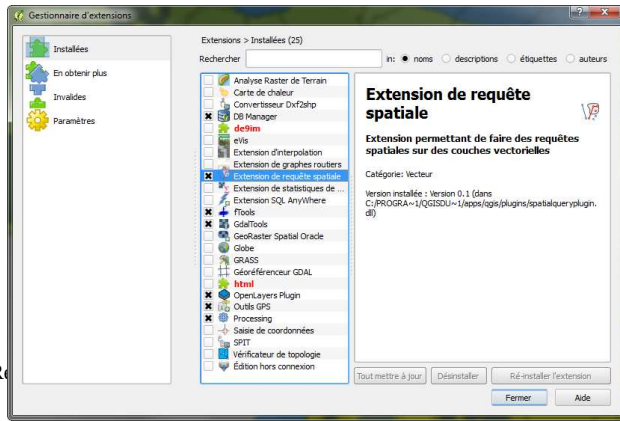 Gestionnaire d'extensions
Installées
En obtenir plus
Invalides
Paramètres
Extensions > Installées (25)
Rechercher in: noms descriptions étiquettes auteurs
Analyse Raster de Terrain
Carte de chaleur
Convertisseur Dxf2shp
DB Manager
de9im
eVis
Extension d'interpolation
Extension de graphes routiers
Extension de requête spatiale
Extension de statistiques de ...
Extension SQL AnyWhere
fTools
GdalTools
GeoRaster Spatial Oracle
Globe
GRASS
Géoréférenceur GDAL
html
OpenLayers Plugin
Outils GPS
Processing
Saisie de coordonnées
SPIT
Vérificateur de topologie
Édition hors connexion
Extension de requête
spatiale
Extension permettant de faire des requêtes
spatiales sur des couches vectorielles
Catégorie: Vecteur
Version installée : Version 0.1 (dans
C:/PROGRA~1/QGISDU~1/apps/qgis/plugins/spatialqueryplugin.
dll)
Tout mettre à jour Désinstaller Ré-installer l'extension
Fermer Aide